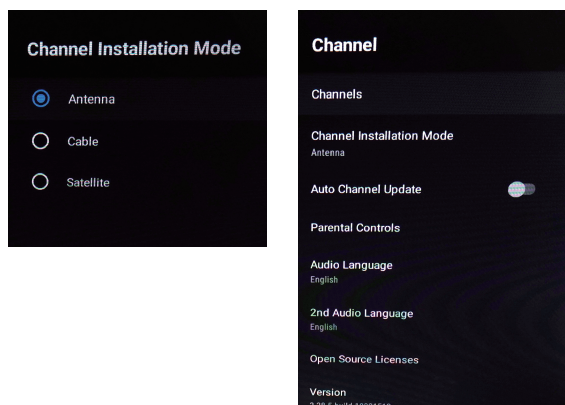 Channel Installation Mode
Antenna
Cable
Satellite
Channel
Channels
Channel Installation Mode
Antenna
Auto Channel Update
Parental Controls
Audio Language
English
2nd Audio Language
English
Open Source Licenses
Version